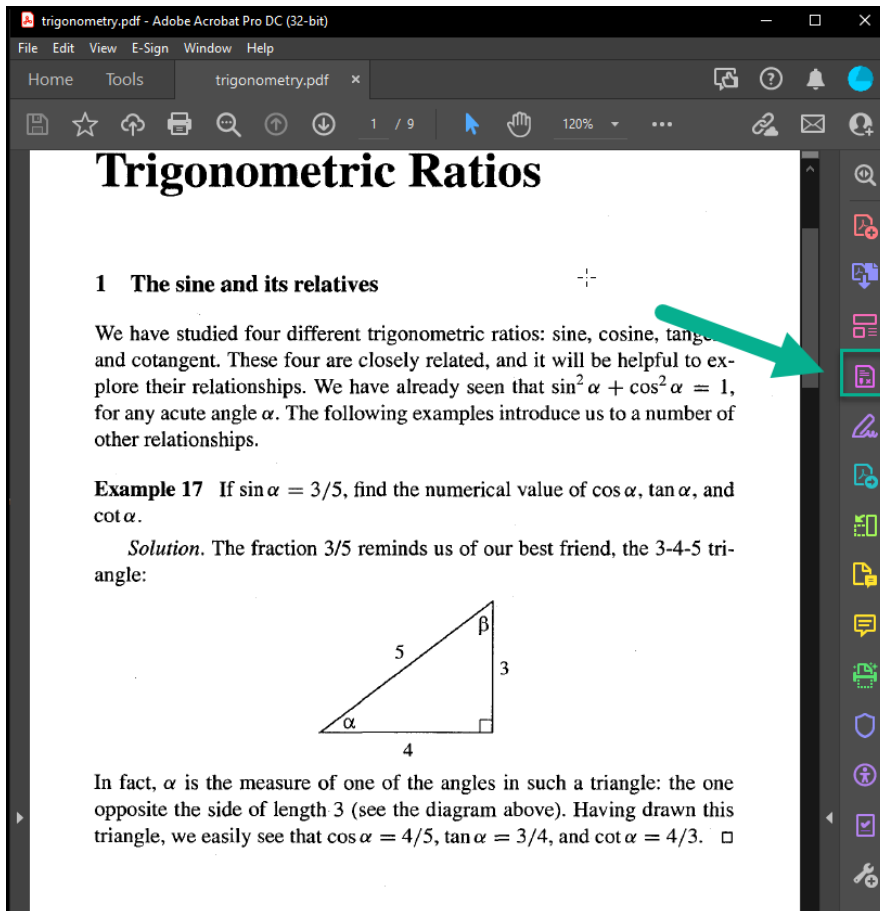 trigonometry.pdf - Adobe Acrobat Pro DC (32-bit)
File Edit View E-Sign Window Help
Home Tools trigonometry.pdf ×
1 / 9 120%
Trigonometric Ratios
1 The sine and its relatives
We have studied four different trigonometric ratios: sine, cosine,
and cotangent. These four are closely related, and it will be helpful to ex-
plore their relationships. We have already seen that sin² α + cos² α = 1,
for any acute angle α. The following examples introduce us to a number of
other relationships.
Example 17 If sin α = 3/5, find the numerical value of cos α, tan α, and
cot α.
Solution. The fraction 3/5 reminds us of our best friend, the 3-4-5 tri-
angle:
β
5
3
α
4
In fact, α is the measure of one of the angles in such a triangle: the one
opposite the side of length 3 (see the diagram above). Having drawn this
triangle, we easily see that cos α = 4/5, tan α = 3/4, and cot α = 4/3. □